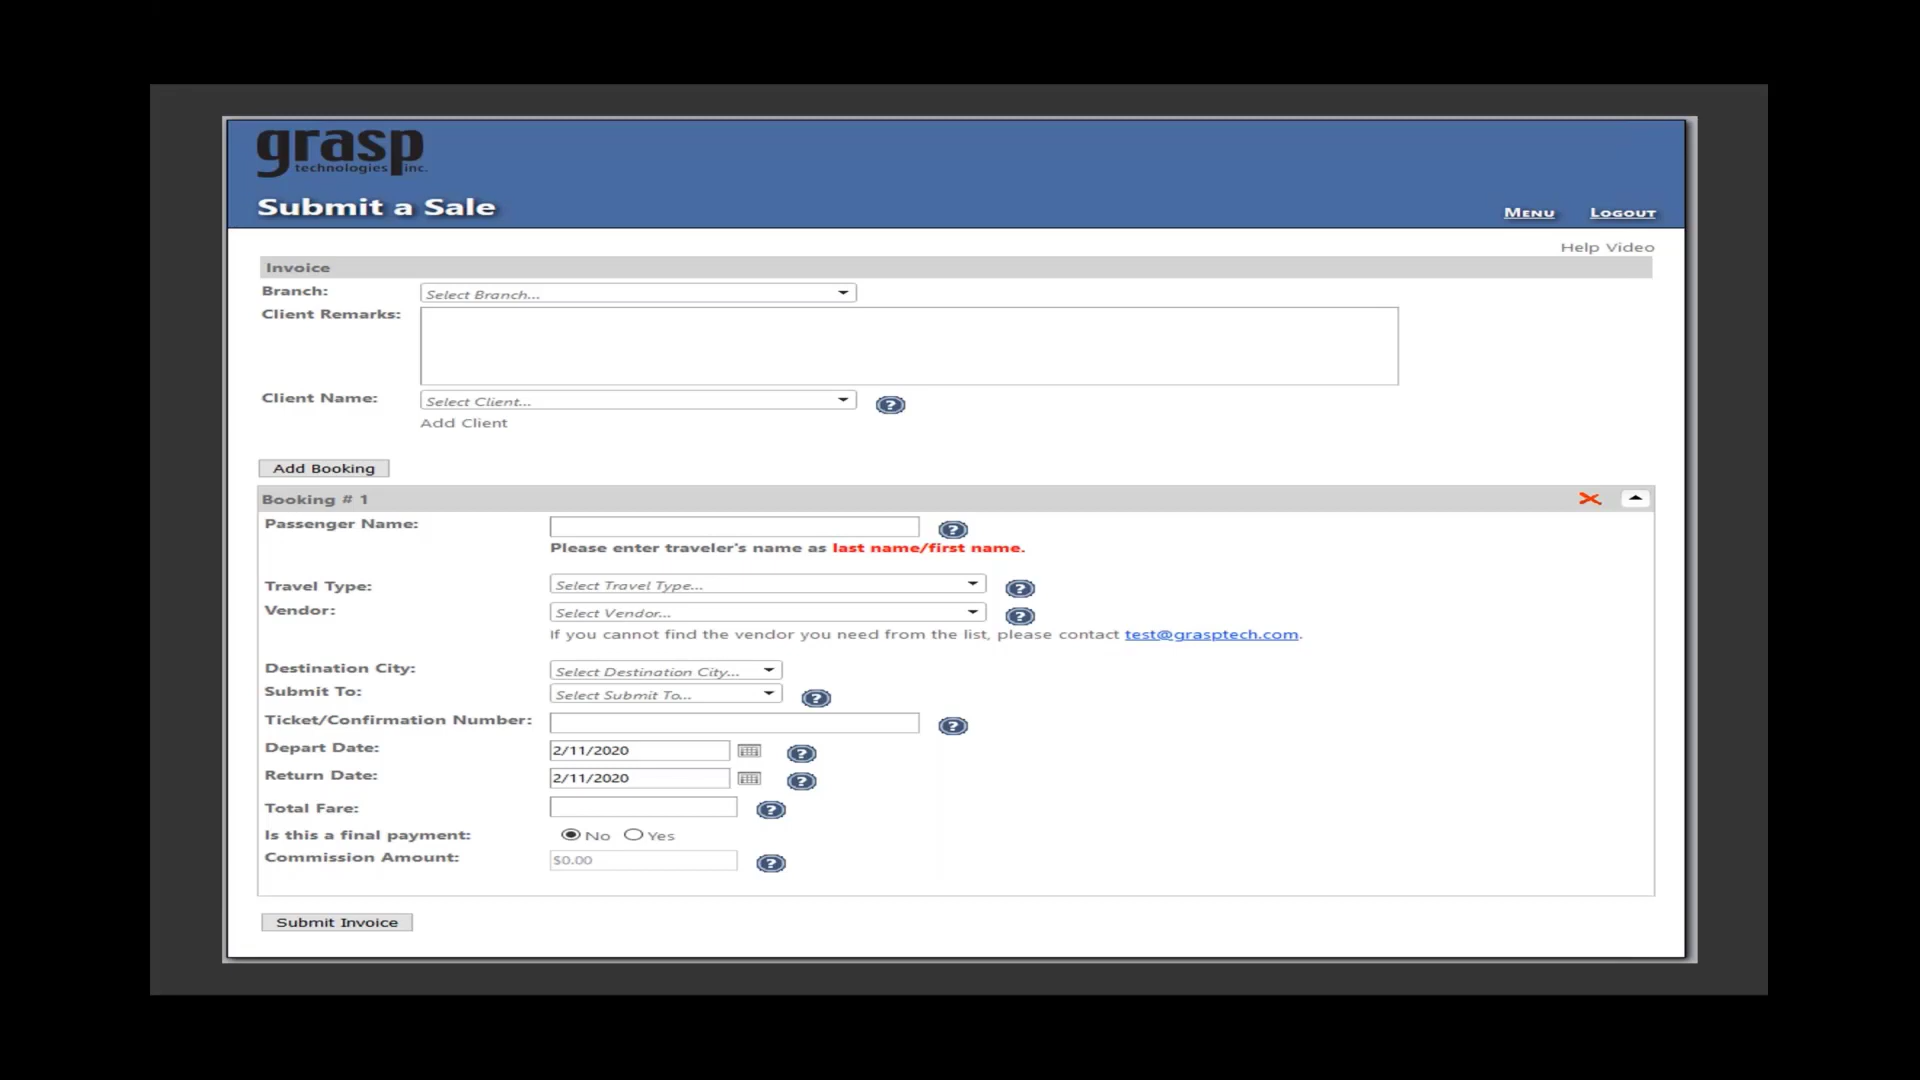 grasp
technologies inc.
Submit a Sale
Menu Logout
Help Video
Invoice
Branch: Select Branch...
Client Remarks:
Client Name: Select Client... ?
Add Client
Add Booking
Booking # 1
Passenger Name: ?
Please enter traveler's name as last name/first name.
Travel Type: Select Travel Type... ?
Vendor: Select Vendor... ?
If you cannot find the vendor you need from the list, please contact test@grasptech.com.
Destination City: Select Destination City...
Submit To: Select Submit To... ?
Ticket/Confirmation Number: ?
Depart Date: 2/11/2020 ?
Return Date: 2/11/2020 ?
Total Fare: ?
Is this a final payment: No Yes
Commission Amount: $0.00 ?
Submit Invoice